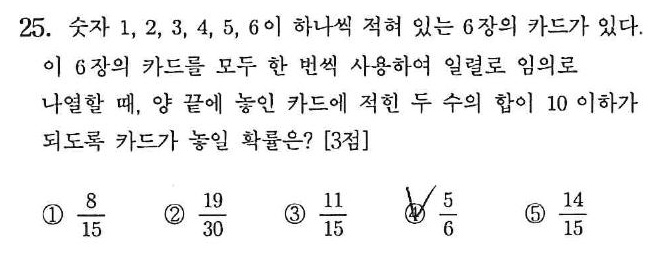 25. 숫자 1, 2, 3, 4, 5, 6이 하나씩 적혀 있는 6장의 카드가 있다.
이 6장의 카드를 모두 한 번씩 사용하여 일렬로 임의로
나열할 때, 양 끝에 놓인 카드에 적힌 두 수의 합이 10 이하가
되도록 카드가 놓일 확률은? [3점]
① 8/15 ② 19/30 ③ 11/15 ④ 5/6 ⑤ 14/15